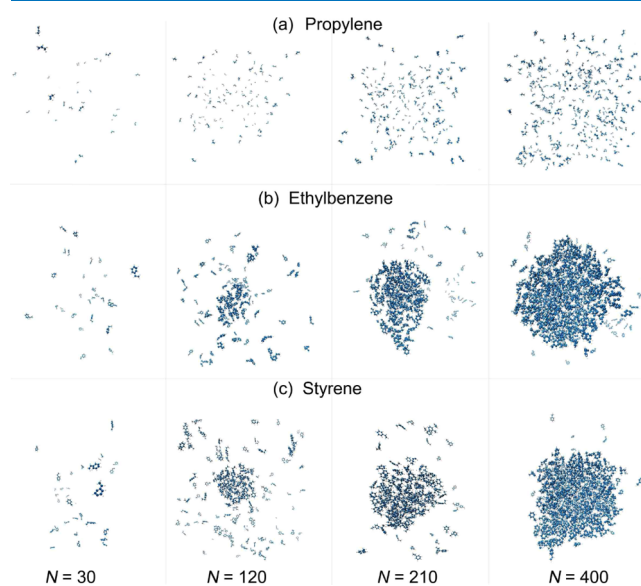 (a) Propylene
(b) Ethylbenzene
(c) Styrene
N = 30 N = 120 N = 210 N = 400